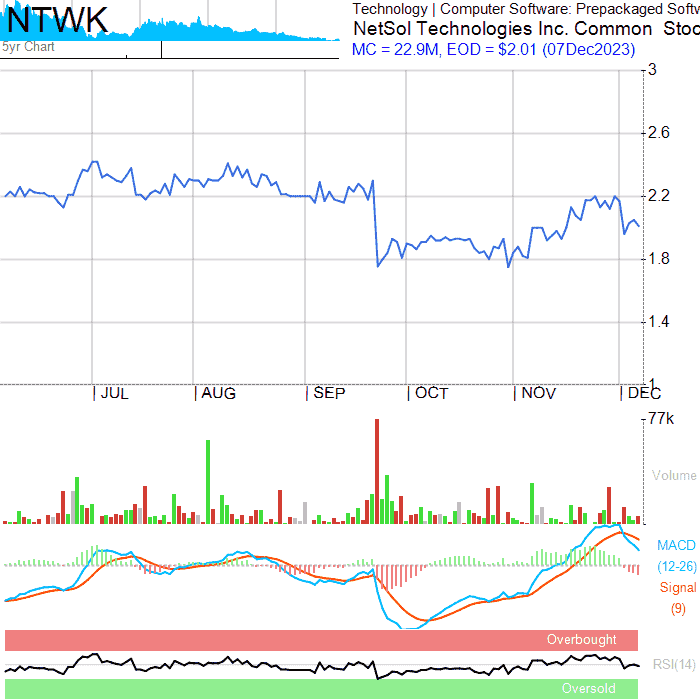 NTWK
5yr Chart
Technology | Computer Software: Prepackaged Softw
NetSol Technologies Inc. Common Stoc
MC = 22.9M, EOD = $2.01 (07Dec2023)
3
2.6
2.2
1.8
1.4
1
JUL AUG SEP OCT NOV DEC
77k
Volume
MACD
(12-26)
Signal
(9)
Overbought
RSI(14)
Oversold